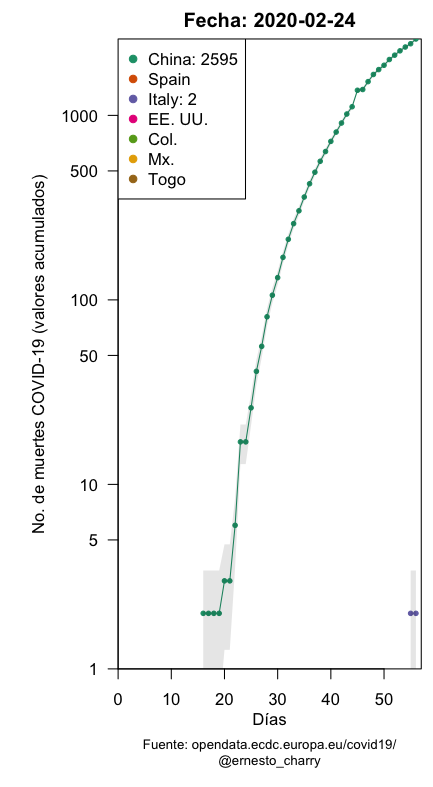 Fecha: 2020-02-24
China: 2595
Spain
Italy: 2
EE. UU.
Col.
Mx.
Togo
No. de muertes COVID-19 (valores acumulados)
1000
500
100
50
10
5
1
0 10 20 30 40 50
Días
Fuente: opendata.ecdc.europa.eu/covid19/
@ernesto_charry